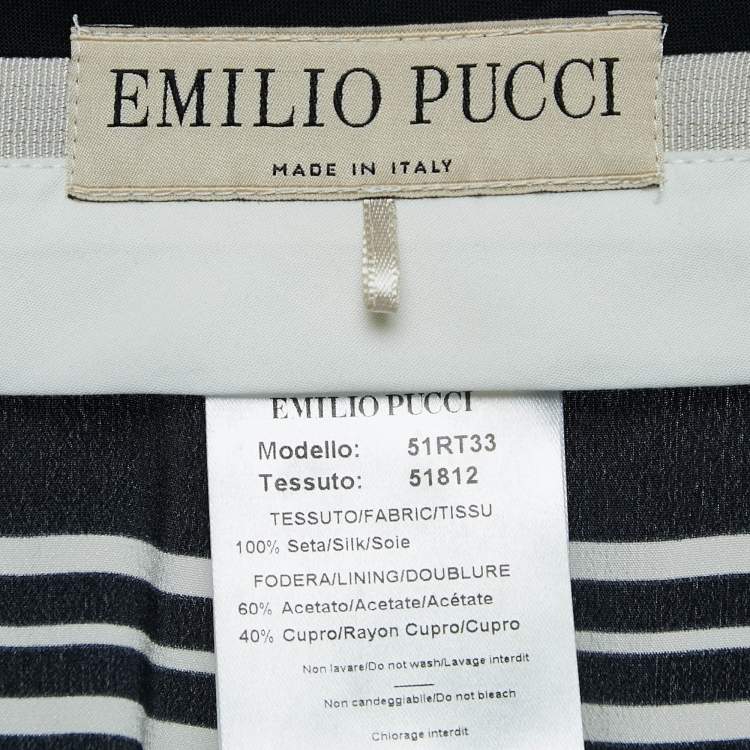 EMILIO PUCCI
MADE IN ITALY
EMILIO PUCCI
Modello: 51RT33
Tessuto: 51812
TESSUTO/FABRIC/TISSU
100% Seta/Silk/Soie
FODERA/LINING/DOUBLURE
60% Acetato/Acetate/Acétate
40% Cupro/Rayon Cupro/Cupro
Non lavare/Do not wash/Lavage interdit
Non candeggiabile/Do not bleach
Chiorage interdit